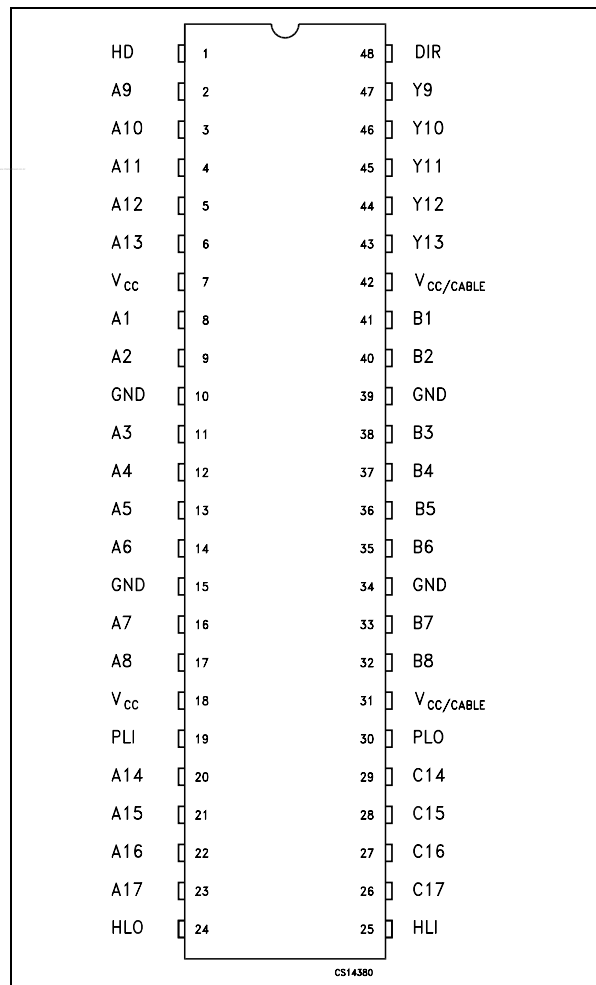 HD 1 48 DIR
A9 2 47 Y9
A10 3 46 Y10
A11 4 45 Y11
A12 5 44 Y12
A13 6 43 Y13
VCC 7 42 VCC/CABLE
A1 8 41 B1
A2 9 40 B2
GND 10 39 GND
A3 11 38 B3
A4 12 37 B4
A5 13 36 B5
A6 14 35 B6
GND 15 34 GND
A7 16 33 B7
A8 17 32 B8
VCC 18 31 VCC/CABLE
PLI 19 30 PLO
A14 20 29 C14
A15 21 28 C15
A16 22 27 C16
A17 23 26 C17
HLO 24 25 HLI
CS14380